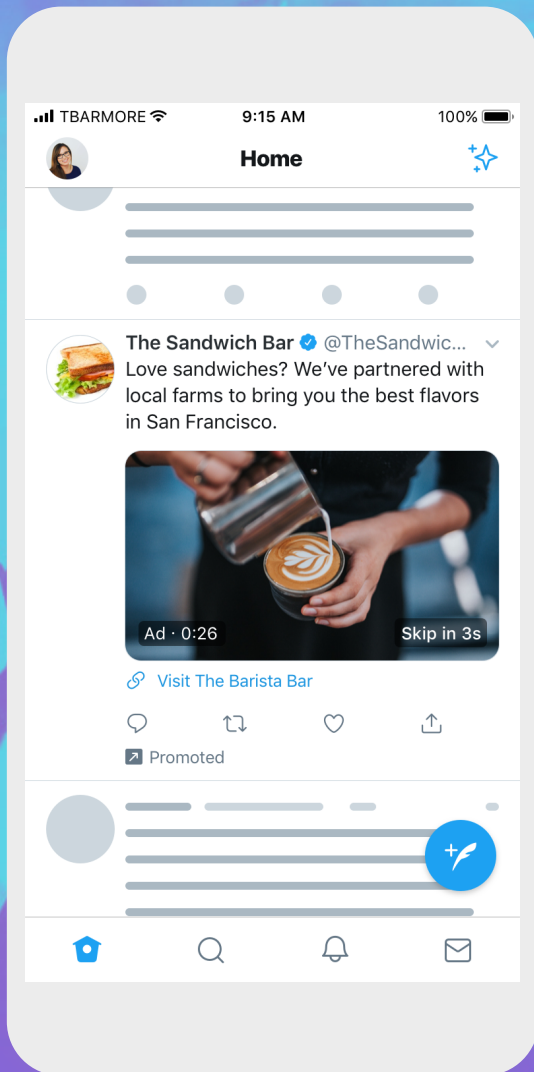 TBARMORE 9:15 AM 100%
Home
The Sandwich Bar @TheSandwic...
Love sandwiches? We’ve partnered with
local farms to bring you the best flavors
in San Francisco.
Ad · 0:26 Skip in 3s
Visit The Barista Bar
Promoted